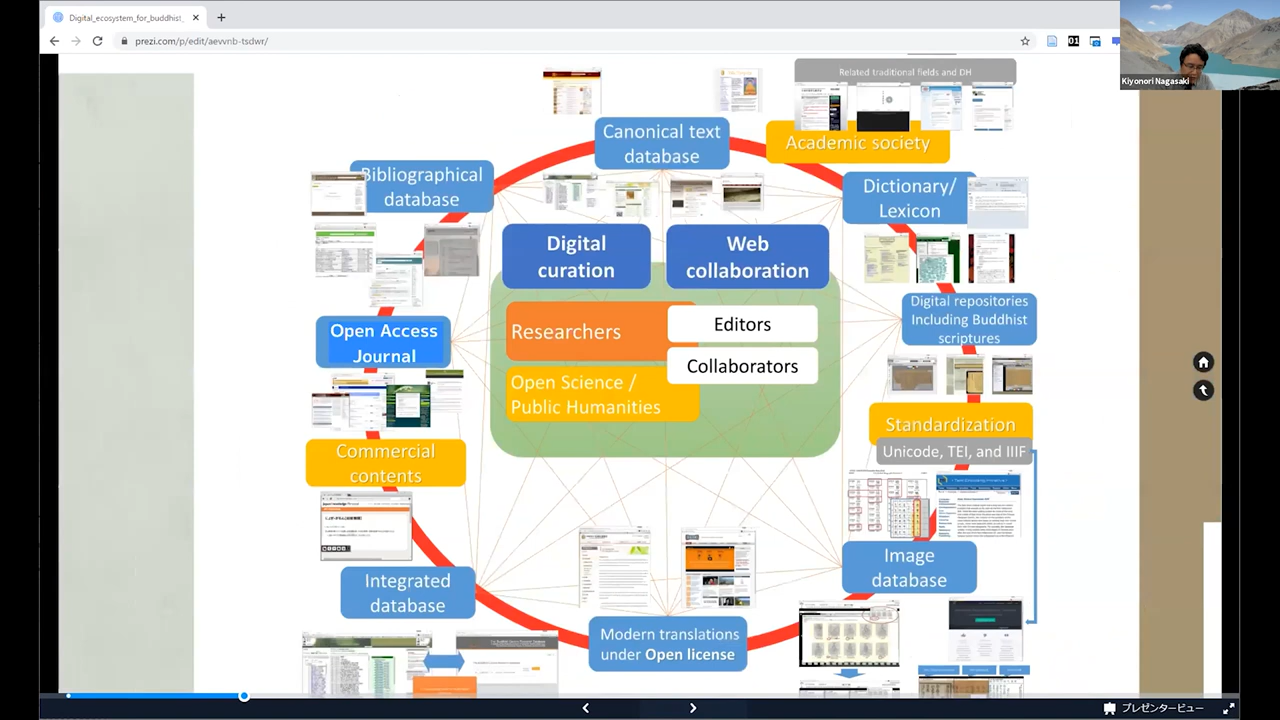 Digital_ecosystem_for_buddhist_
prezi.com/p/edit/aevvnb-tsdwr/
Kiyonori Nagasaki
Related traditional fields and DH
Canonical text
database
Academic society
Bibliographical
database
Dictionary/
Lexicon
Digital
curation
Web
collaboration
Digital repositories
Including Buddhist
scriptures
Researchers
Editors
Collaborators
Open Access
Journal
Open Science /
Public Humanities
Standardization
Unicode, TEI, and IIIF
Commercial
contents
Image
database
Integrated
database
Modern translations
under Open license
プレゼンタービュー